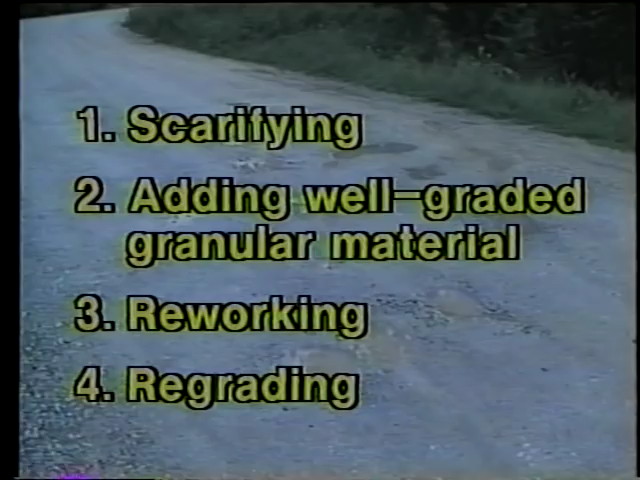 1. Scarifying
2. Adding well-graded
granular material
3. Reworking
4. Regrading